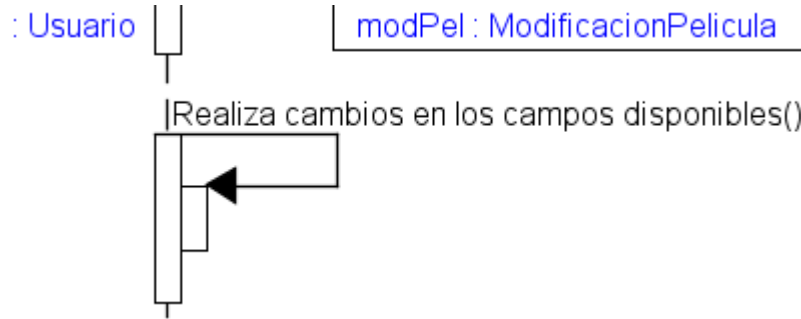 : Usuario
modPel : ModificacionPelicula
Realiza cambios en los campos disponibles()